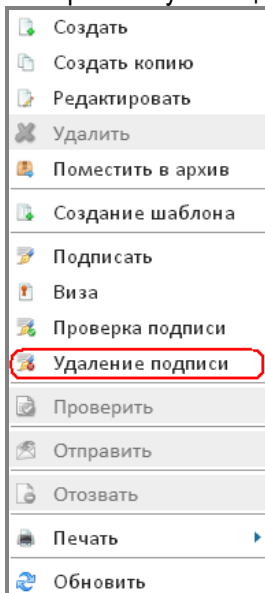 Создать
Создать копию
Редактировать
Удалить
Поместить в архив
Создание шаблона
Подписать
Виза
Проверка подписи
Удаление подписи
Проверить
Отправить
Отозвать
Печать
Обновить